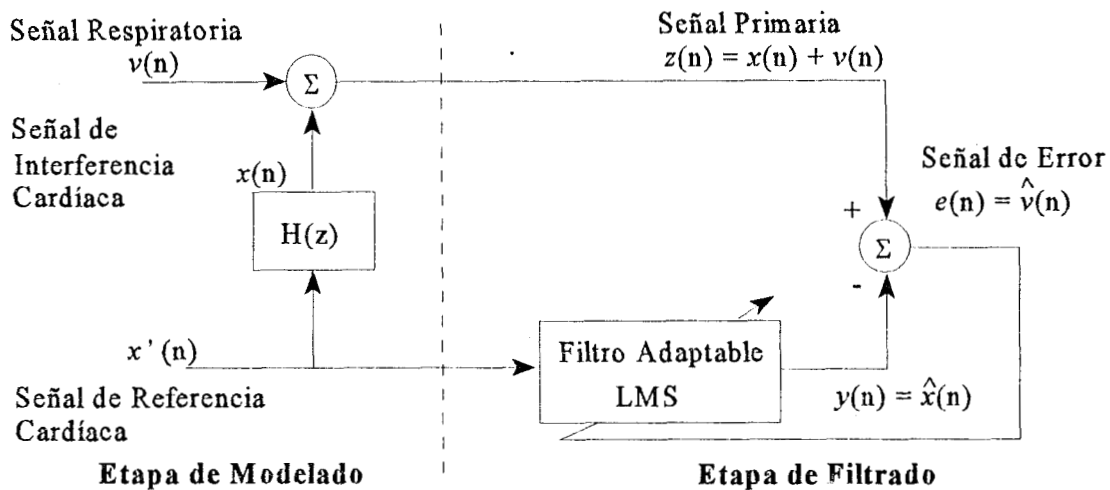 Señal Respiratoria
v(n)
Σ
Señal Primaria
z(n) = x(n) + v(n)
Señal de
Interferencia
Cardíaca
x(n)
H(z)
Señal de Error
e(n) = v̂(n)
+
Σ
-
x'(n)
Señal de Referencia
Cardíaca
Filtro Adaptable
LMS
y(n) = x̂(n)
Etapa de Modelado
Etapa de Filtrado